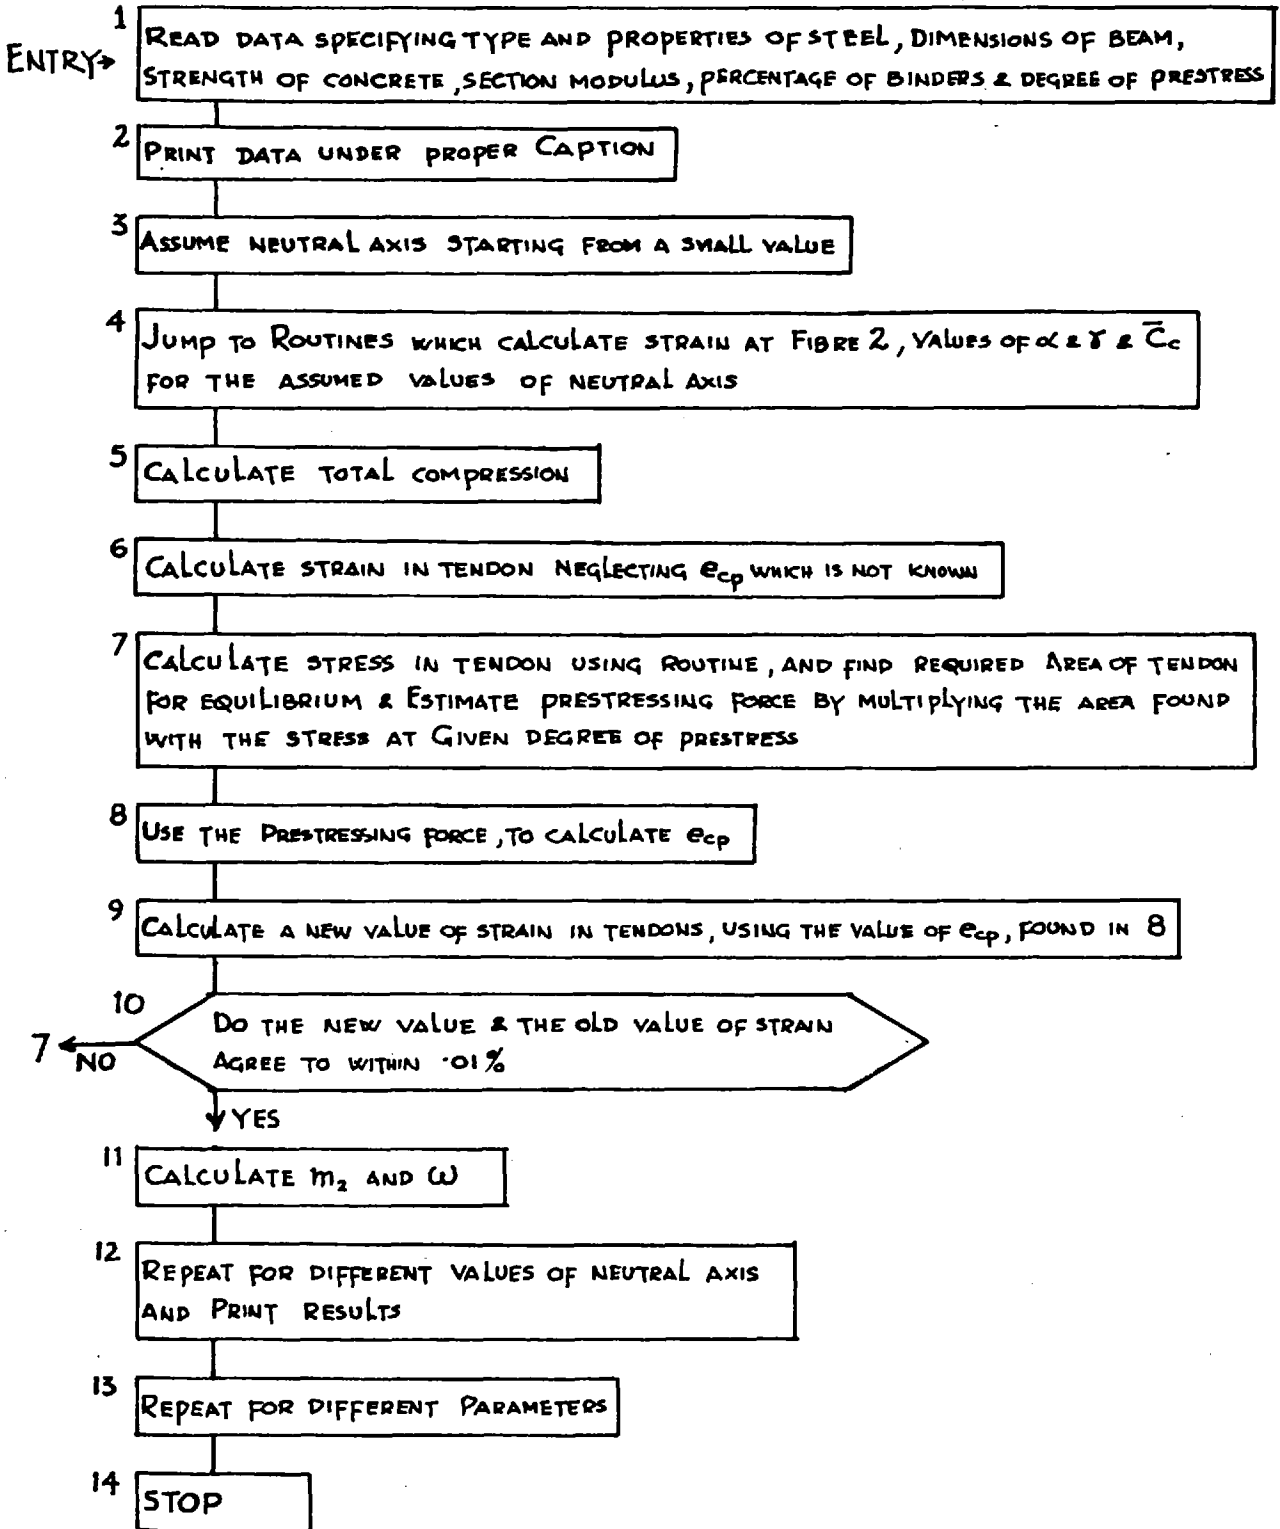 1
ENTRY→
READ DATA SPECIFYING TYPE AND PROPERTIES OF STEEL, DIMENSIONS OF BEAM,
STRENGTH OF CONCRETE, SECTION MODULUS, PERCENTAGE OF BINDERS & DEGREE OF PRESTRESS
2
PRINT DATA UNDER PROPER CAPTION
3
ASSUME NEUTRAL AXIS STARTING FROM A SMALL VALUE
4
JUMP TO ROUTINES WHICH CALCULATE STRAIN AT FIBRE 2, VALUES OF α & γ & C̄c
FOR THE ASSUMED VALUES OF NEUTRAL AXIS
5
CALCULATE TOTAL COMPRESSION
6
CALCULATE STRAIN IN TENDON NEGLECTING ecp WHICH IS NOT KNOWN
7
CALCULATE STRESS IN TENDON USING ROUTINE, AND FIND REQUIRED AREA OF TENDON
FOR EQUILIBRIUM & ESTIMATE PRESTRESSING FORCE BY MULTIPLYING THE AREA FOUND
WITH THE STRESS AT GIVEN DEGREE OF PRESTRESS
8
USE THE PRESTRESSING FORCE, TO CALCULATE ecp
9
CALCULATE A NEW VALUE OF STRAIN IN TENDONS, USING THE VALUE OF ecp, FOUND IN 8
10
DO THE NEW VALUE & THE OLD VALUE OF STRAIN
AGREE TO WITHIN ·01%
7 ← NO
YES
11
CALCULATE m₂ AND ω
12
REPEAT FOR DIFFERENT VALUES OF NEUTRAL AXIS
AND PRINT RESULTS
13
REPEAT FOR DIFFERENT PARAMETERS
14
STOP